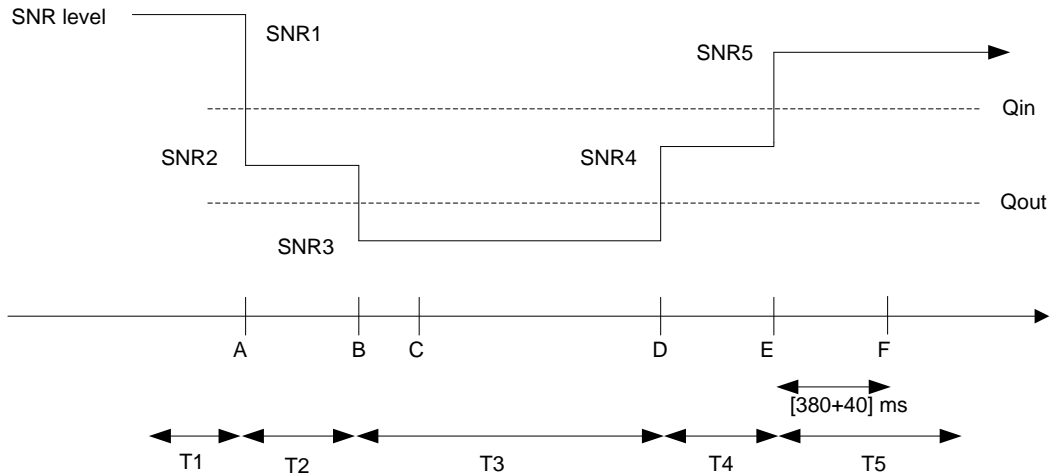 SNR level
SNR1
SNR5
Qin
SNR2
SNR4
Qout
SNR3
A
B
C
D
E
F
[380+40] ms
T1
T2
T3
T4
T5